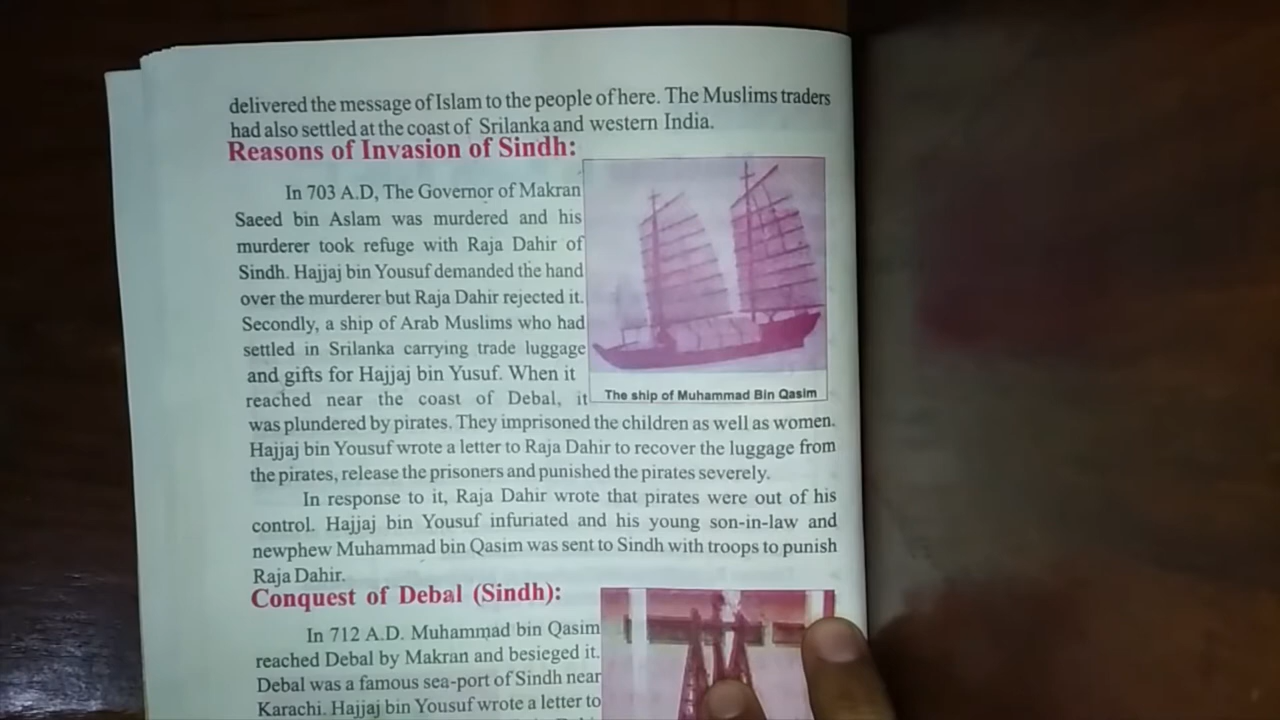 delivered the message of Islam to the people of here. The Muslims traders
had also settled at the coast of Srilanka and western India.
Reasons of Invasion of Sindh:
In 703 A.D, The Governor of Makran
Saeed bin Aslam was murdered and his
murderer took refuge with Raja Dahir of
Sindh. Hajjaj bin Yousuf demanded the hand
over the murderer but Raja Dahir rejected it.
Secondly, a ship of Arab Muslims who had
settled in Srilanka carrying trade luggage
and gifts for Hajjaj bin Yusuf. When it
reached near the coast of Debal, it
The ship of Muhammad Bin Qasim
was plundered by pirates. They imprisoned the children as well as women.
Hajjaj bin Yousuf wrote a letter to Raja Dahir to recover the luggage from
the pirates, release the prisoners and punished the pirates severely.
In response to it, Raja Dahir wrote that pirates were out of his
control. Hajjaj bin Yousuf infuriated and his young son-in-law and
newphew Muhammad bin Qasim was sent to Sindh with troops to punish
Raja Dahir.
Conquest of Debal (Sindh):
In 712 A.D. Muhammad bin Qasim
reached Debal by Makran and besieged it.
Debal was a famous sea-port of Sindh near
Karachi. Hajjaj bin Yousuf wrote a letter to